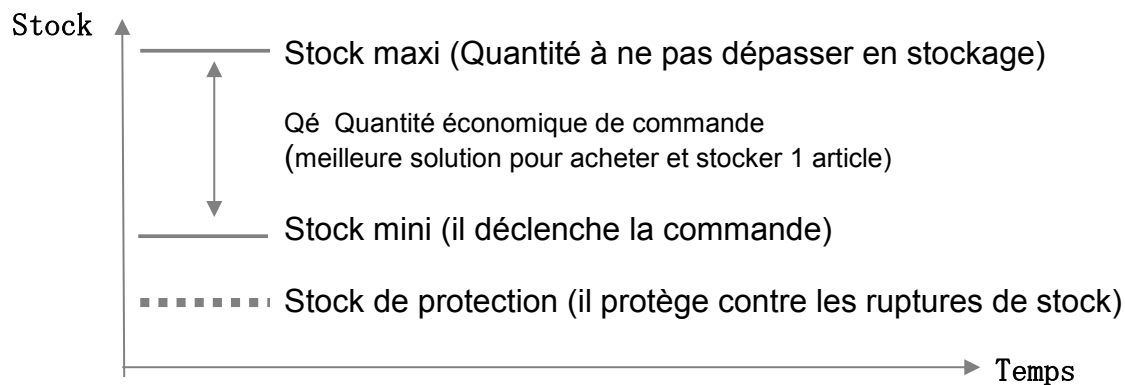 Stock
Stock maxi (Quantité à ne pas dépasser en stockage)
Qé Quantité économique de commande
(meilleure solution pour acheter et stocker 1 article)
Stock mini (il déclenche la commande)
Stock de protection (il protège contre les ruptures de stock)
Temps